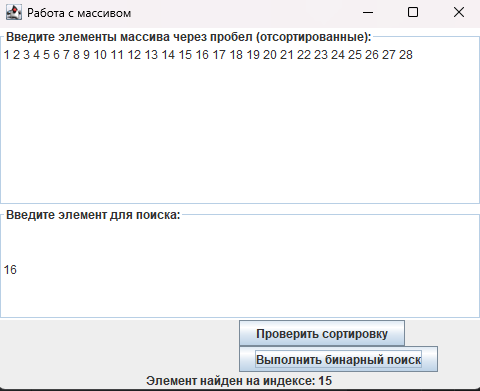 Работа с массивом
Введите элементы массива через пробел (отсортированные):
1 2 3 4 5 6 7 8 9 10 11 12 13 14 15 16 17 18 19 20 21 22 23 24 25 26 27 28
Введите элемент для поиска:
16
Проверить сортировку
Выполнить бинарный поиск
Элемент найден на индексе: 15